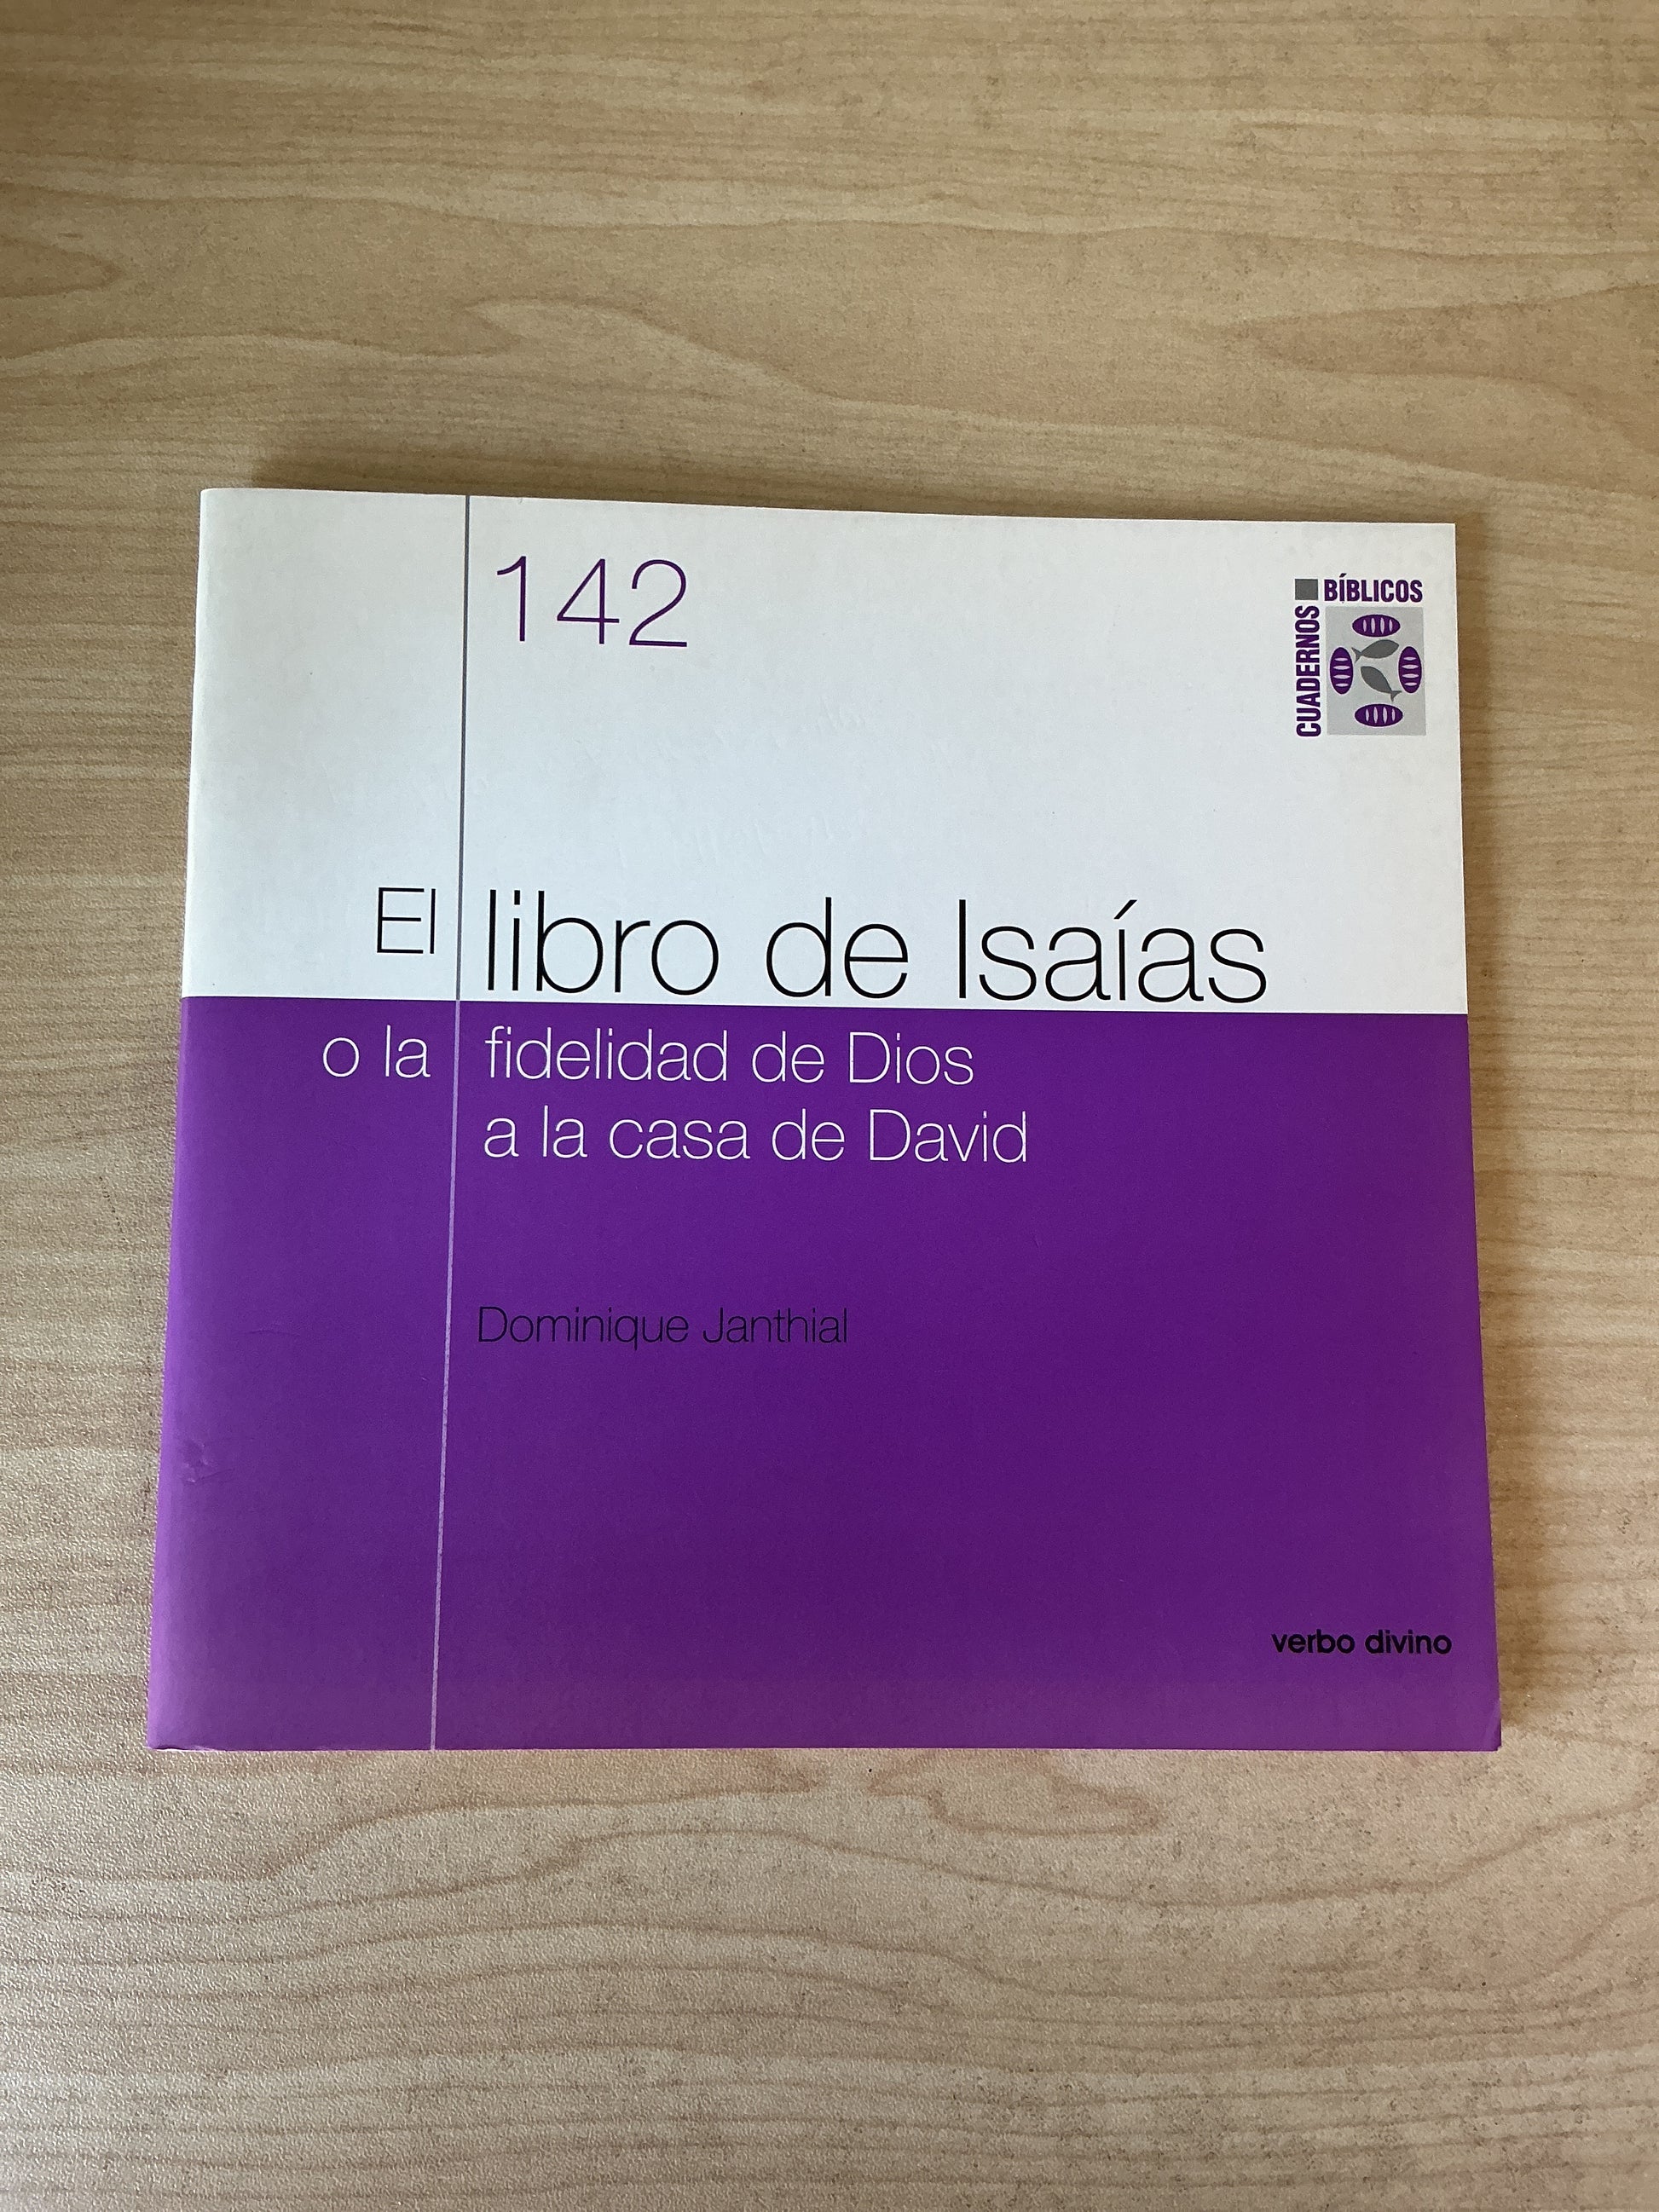 142
CUADERNOS
BÍBLICOS
El libro de Isaías
o la fidelidad de Dios
a la casa de David
Dominique Janthial
verbo divino